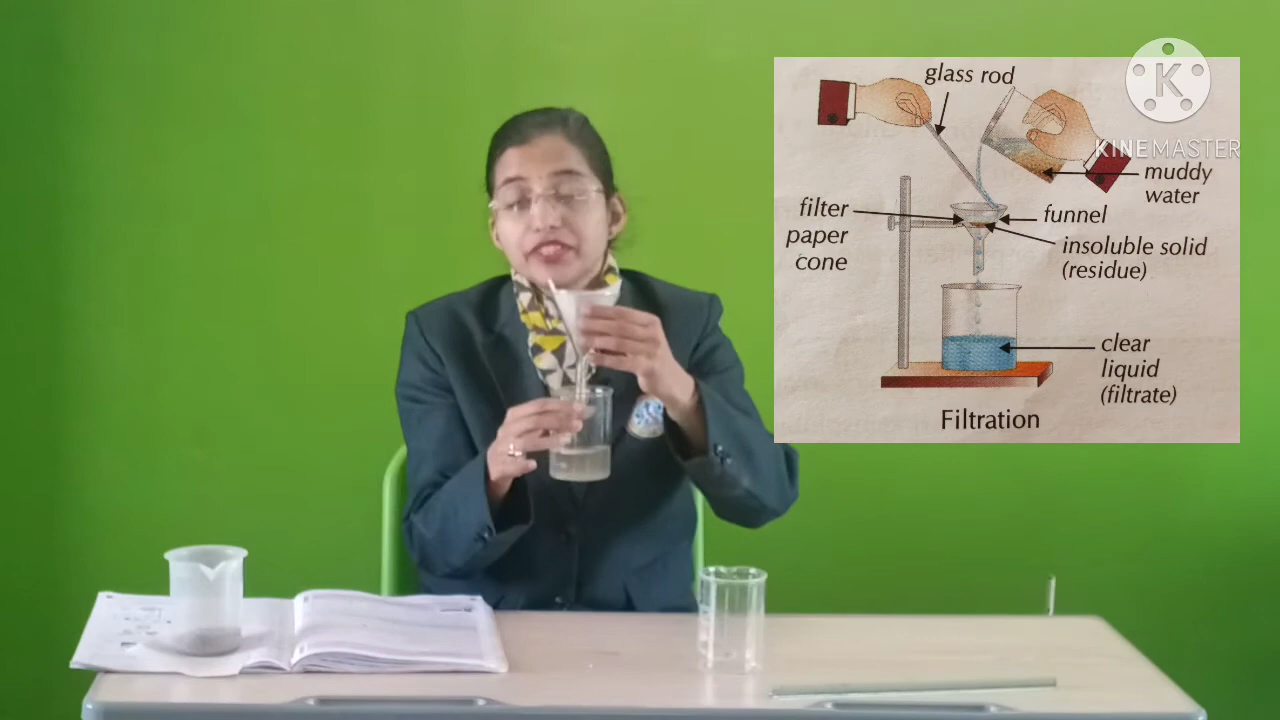 glass rod
K
KINEMASTER
muddy
water
filter
paper
cone
funnel
insoluble solid
(residue)
clear
liquid
(filtrate)
Filtration